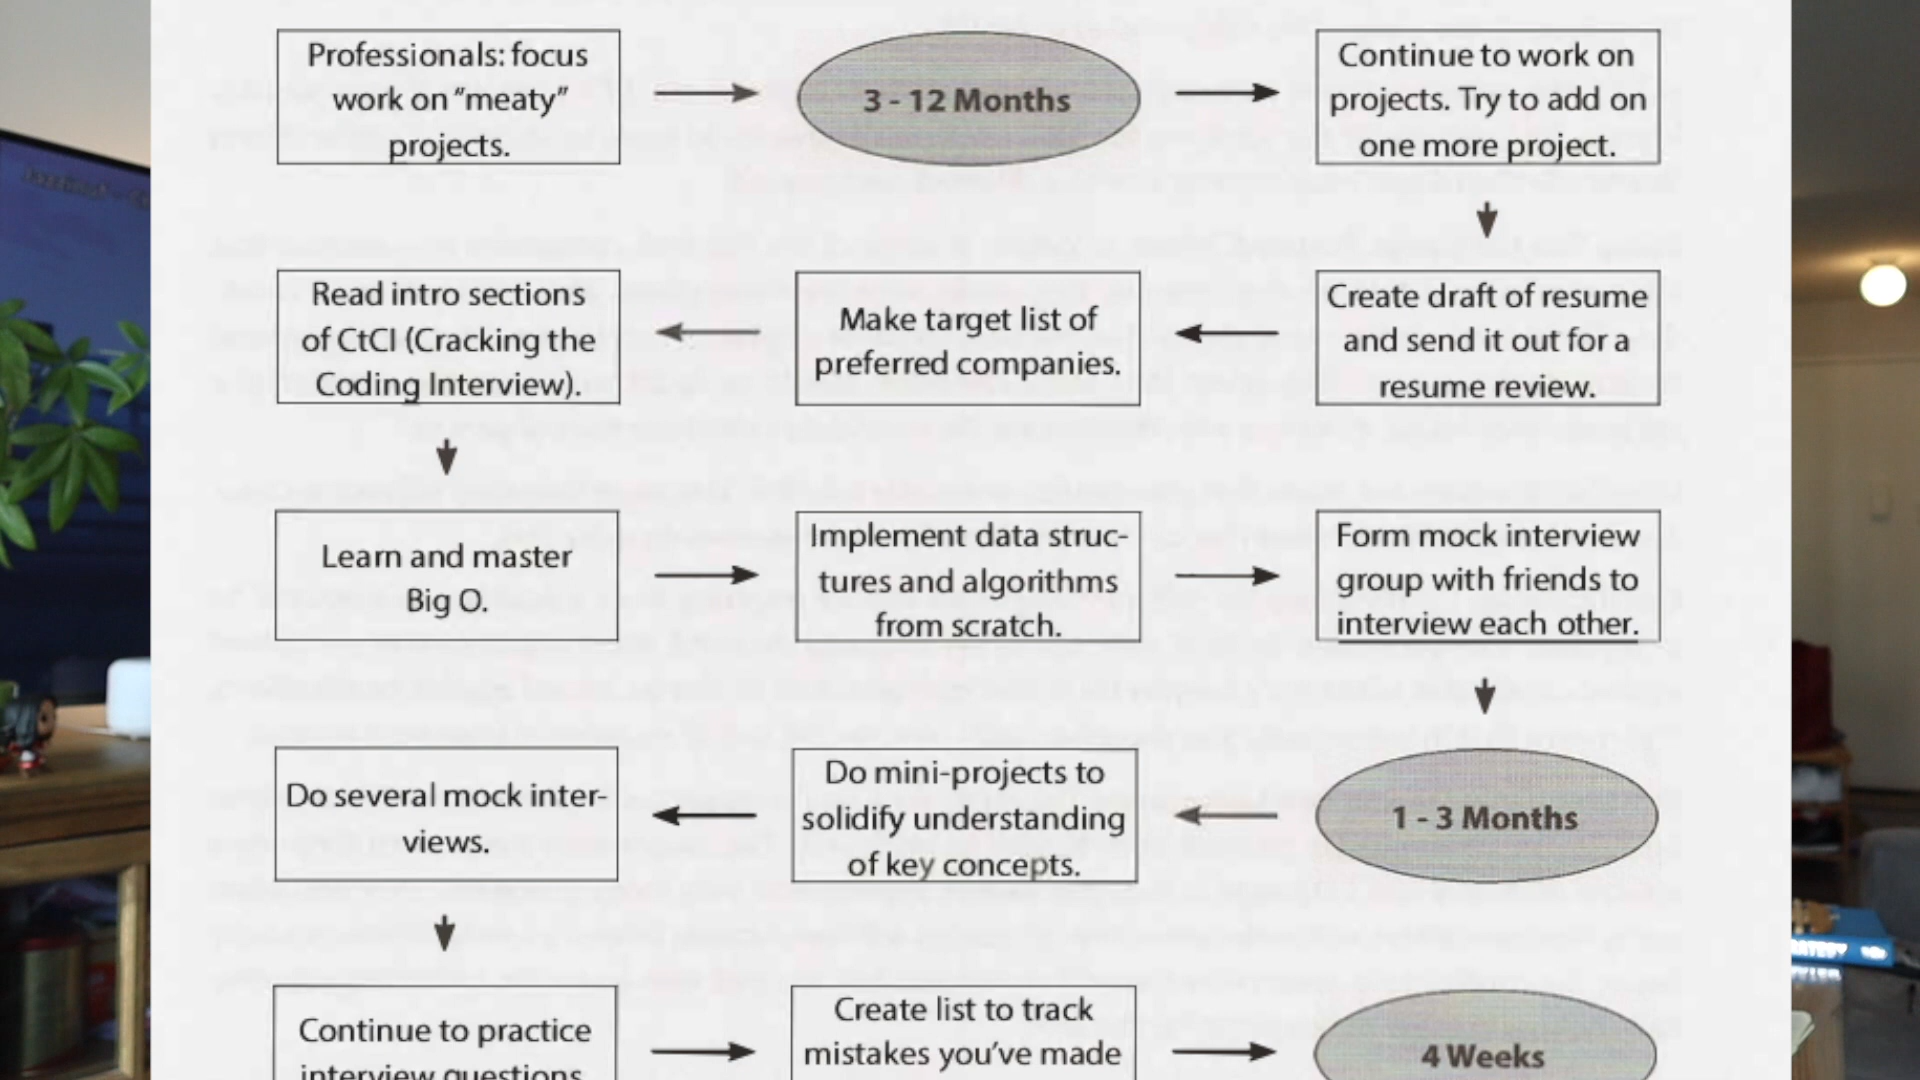 Professionals: focus
work on “meaty”
projects.
3 - 12 Months
Continue to work on
projects. Try to add on
one more project.
Create draft of resume
and send it out for a
resume review.
Make target list of
preferred companies.
Read intro sections
of CtCI (Cracking the
Coding Interview).
Learn and master
Big O.
Implement data struc-
tures and algorithms
from scratch.
Form mock interview
group with friends to
interview each other.
1 - 3 Months
Do mini-projects to
solidify understanding
of key concepts.
Do several mock inter-
views.
Continue to practice
interview questions
Create list to track
mistakes you’ve made
4 Weeks